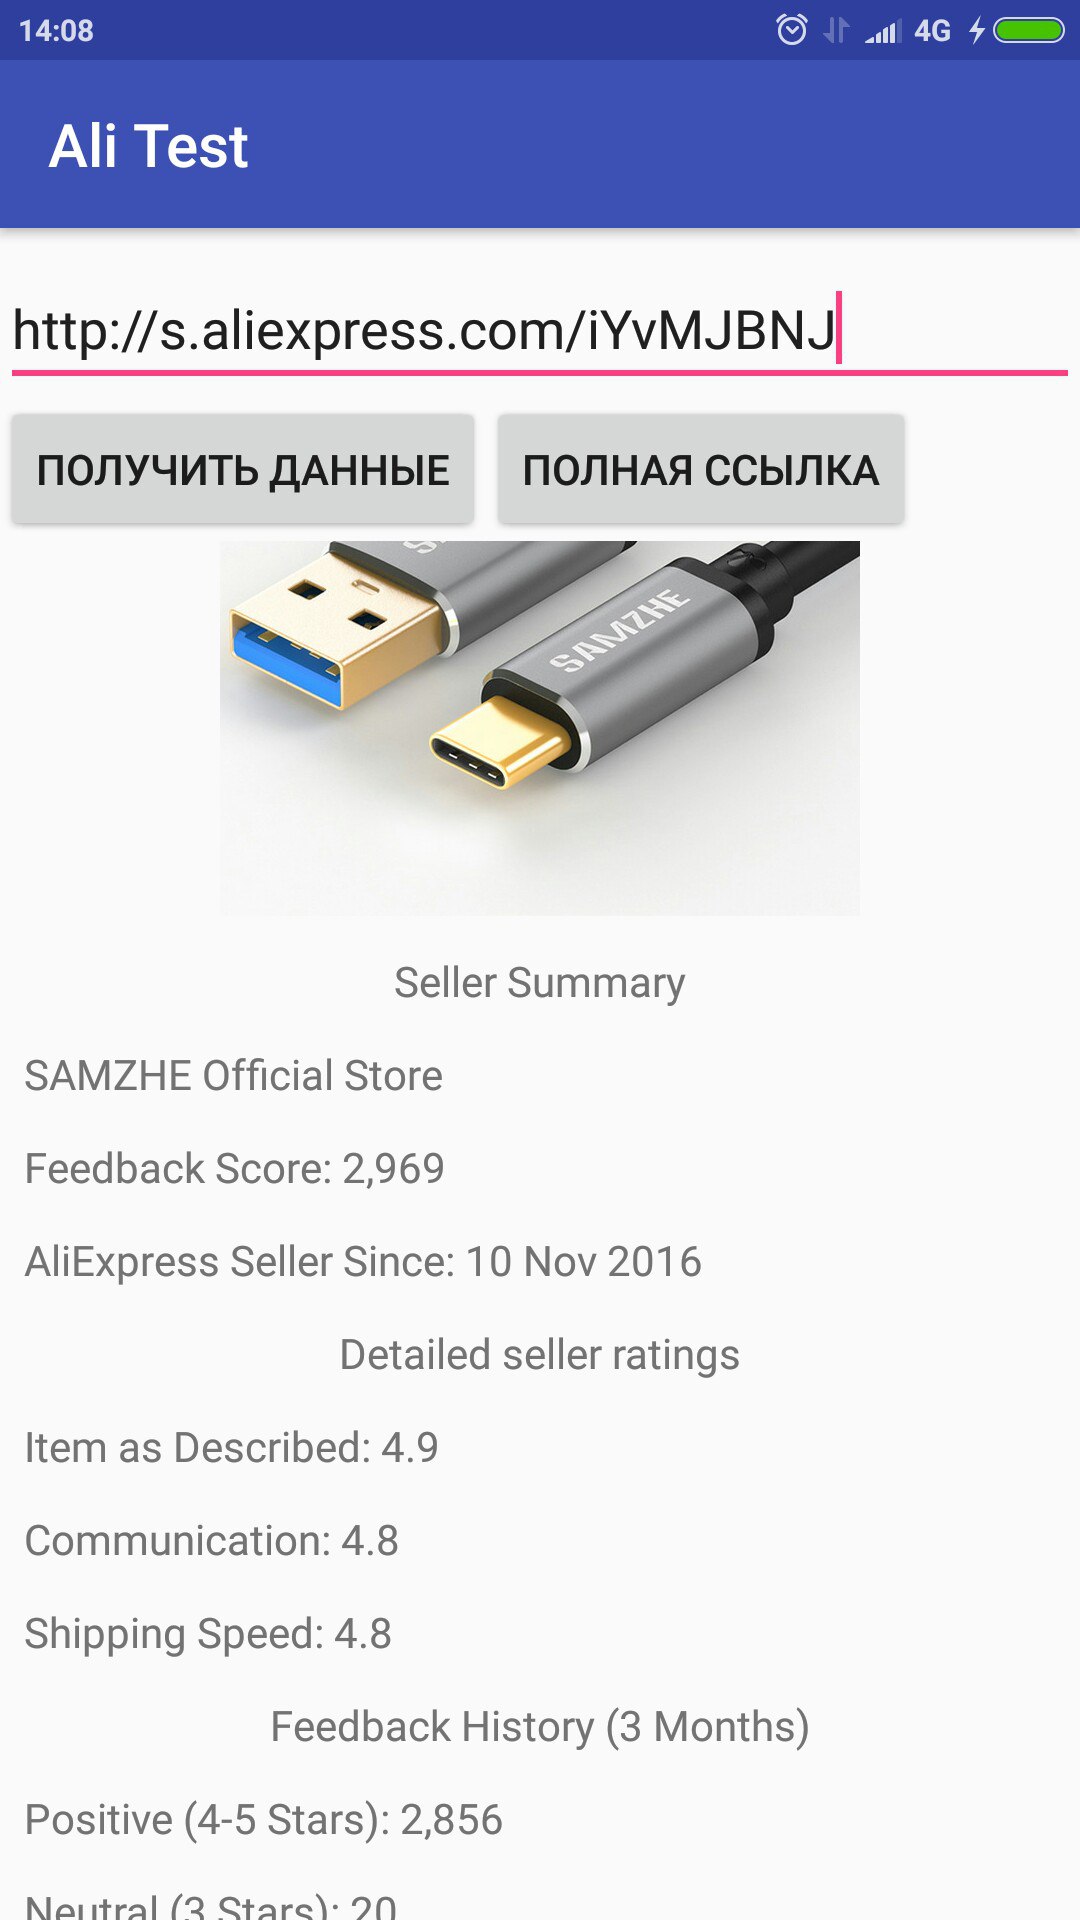 14:08
4G
Ali Test
http://s.aliexpress.com/iYvMJBNJ
ПОЛУЧИТЬ ДАННЫЕ
ПОЛНАЯ ССЫЛКА
SAMZHE
Seller Summary
SAMZHE Official Store
Feedback Score: 2,969
AliExpress Seller Since: 10 Nov 2016
Detailed seller ratings
Item as Described: 4.9
Communication: 4.8
Shipping Speed: 4.8
Feedback History (3 Months)
Positive (4-5 Stars): 2,856
Neutral (3 Stars): 20